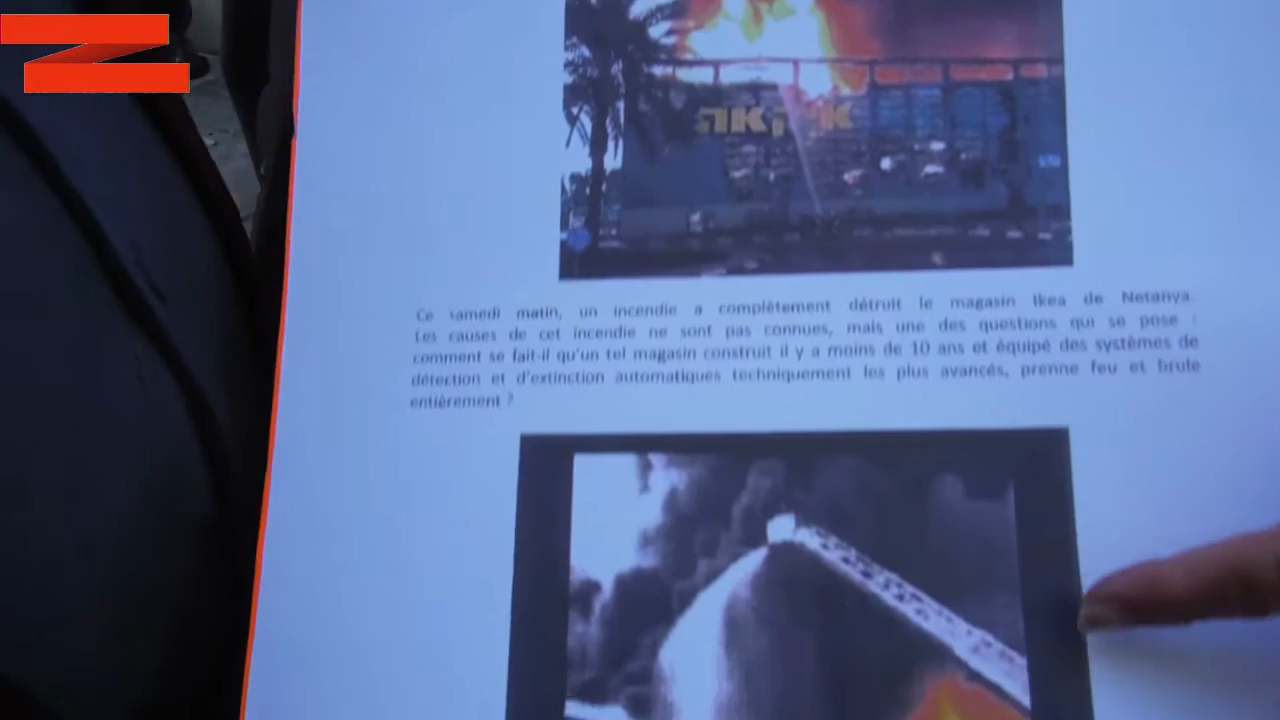 Ce samedi matin, un incendie a complètement détruit le magasin Ikea de Netanya.
Les causes de cet incendie ne sont pas connues, mais une des questions qui se pose :
comment se fait-il qu'un tel magasin construit il y a moins de 10 ans et équipé des systèmes de
détection et d'extinction automatiques techniquement les plus avancés, prenne feu et brule
entièrement ?